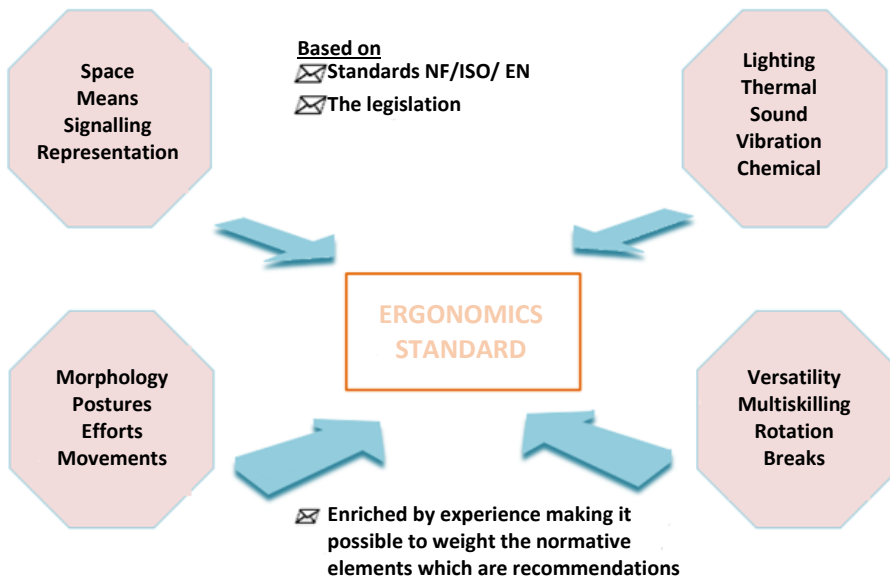 Space
Means
Signalling
Representation
Based on
Standards NF/ISO/ EN
The legislation
Lighting
Thermal
Sound
Vibration
Chemical
ERGONOMICS
STANDARD
Morphology
Postures
Efforts
Movements
Versatility
Multiskilling
Rotation
Breaks
Enriched by experience making it
possible to weight the normative
elements which are recommendations